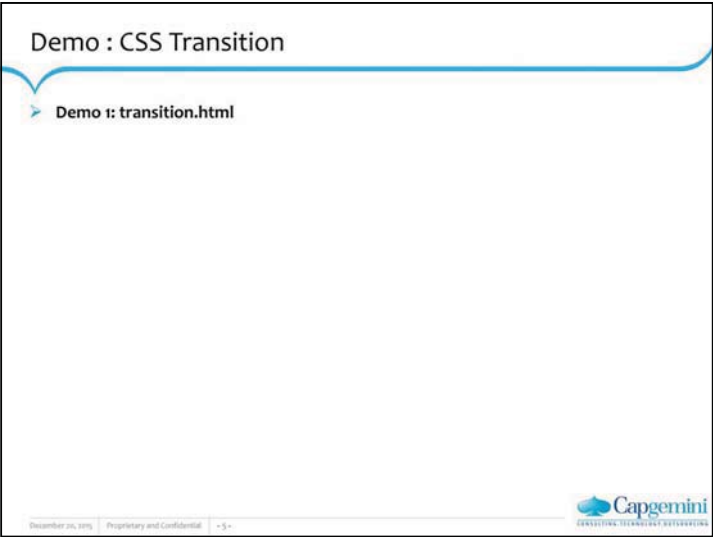 Demo : CSS Transition
➢ Demo 1: transition.html
December 20, 2015 Proprietary and Confidential - 5 -
Capgemini
CONSULTING.TECHNOLOGY.OUTSOURCING